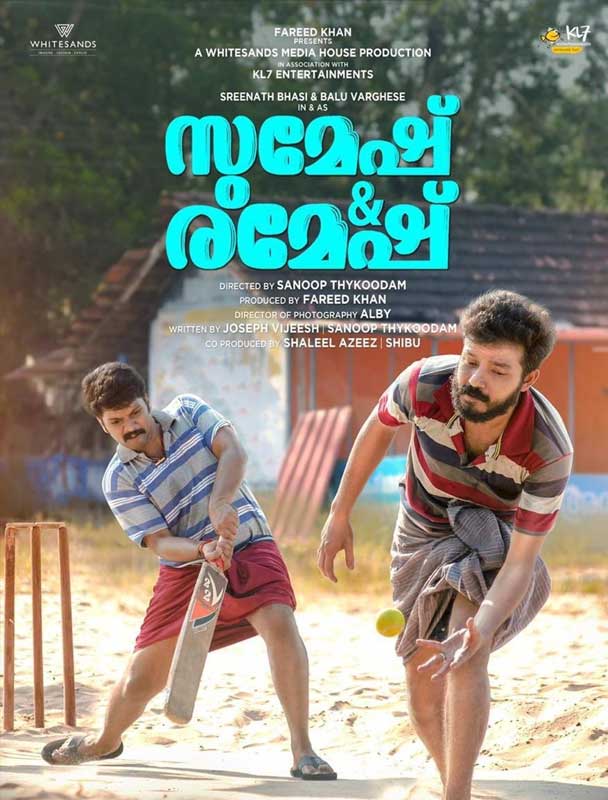 WHITESANDS
KL7
FAREED KHAN
PRESENTS
A WHITESANDS MEDIA HOUSE PRODUCTION
IN ASSOCIATION WITH
KL7 ENTERTAINMENTS
SREENATH BHASI & BALU VARGHESE
IN & AS
സുമേഷ്
&
രമേഷ്
DIRECTED BY SANOOP THYKOODAM
PRODUCED BY FAREED KHAN
DIRECTOR OF PHOTOGRAPHY ALBY
WRITTEN BY JOSEPH VIJEESH | SANOOP THYKOODAM
CO PRODUCED BY SHALEEL AZEEZ | SHIBU